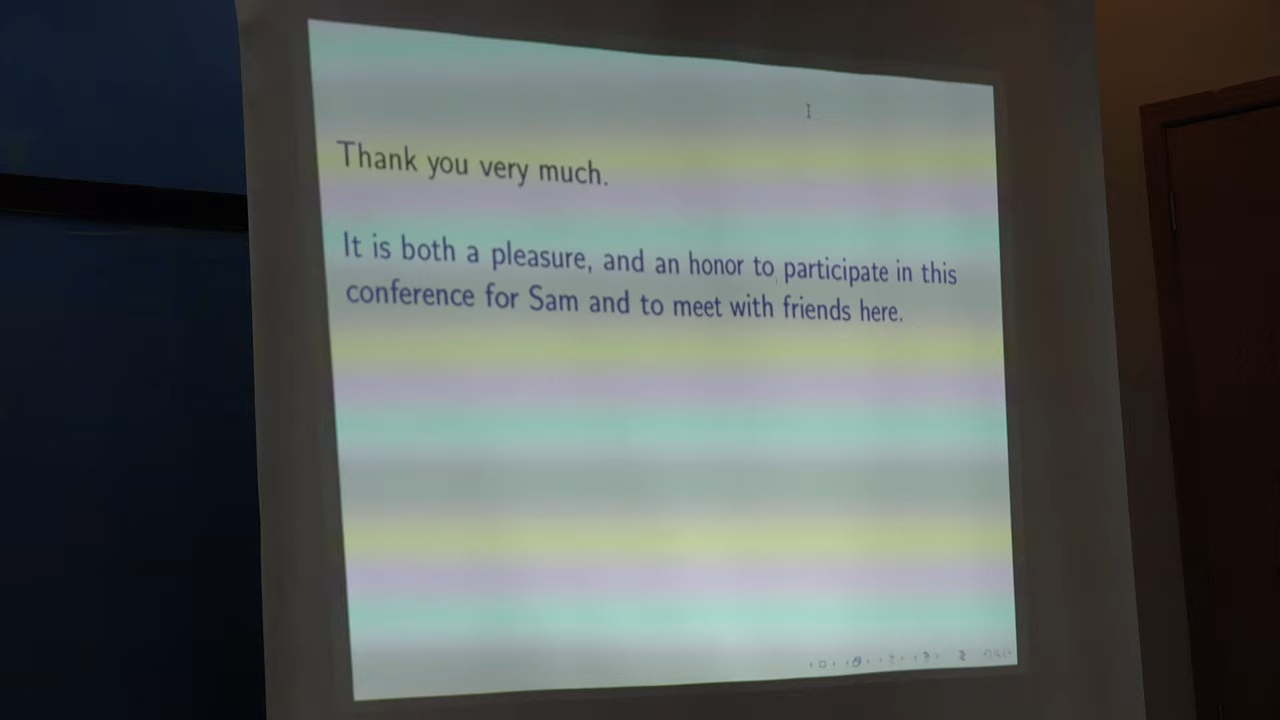 Thank you very much.
It is both a pleasure, and an honor to participate in this
conference for Sam and to meet with friends here.